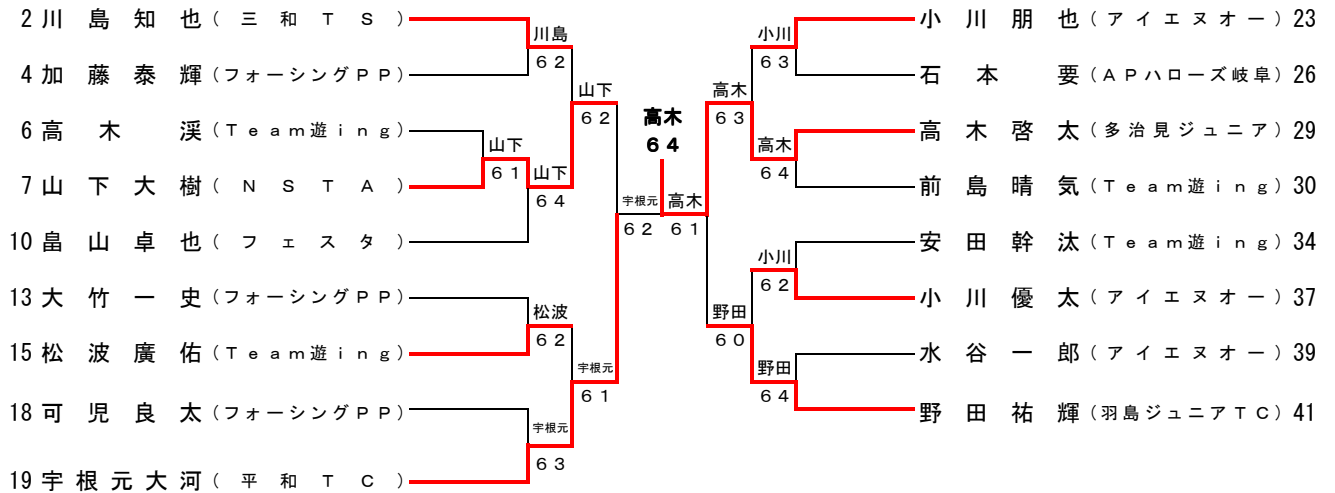 2 川島知也 (三和TS)
川島
62
4 加藤泰輝 (フォーシングPP)
山下
62
6 高木渓 (Team遊ing)
山下
61
7 山下大樹 (NSTA)
山下
64
10 畠山卓也 (フェスタ)
宇根元
62
13 大竹一史 (フォーシングPP)
松波
62
15 松波廣佑 (Team遊ing)
宇根元
61
18 可児良太 (フォーシングPP)
宇根元
63
19 宇根元大河 (平和TC)
高木
64
高木
61
小川朋也 (アイエヌオー) 23
小川
63
石本要 (APハローズ岐阜) 26
高木
63
高木啓太 (多治見ジュニア) 29
高木
64
前島晴気 (Team遊ing) 30
安田幹汰 (Team遊ing) 34
小川
62
小川優太 (アイエヌオー) 37
野田
60
水谷一郎 (アイエヌオー) 39
野田
64
野田祐輝 (羽島ジュニアTC) 41